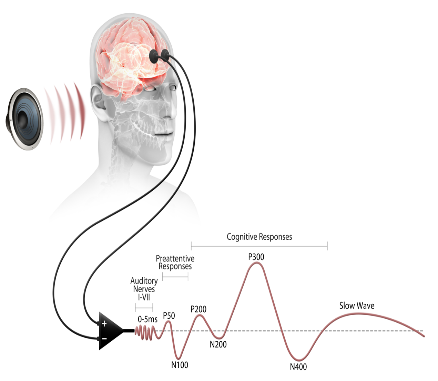 Cognitive Responses
P300
Preattentive
Responses
Auditory
Nerves
I-VII
0-5ms
P50
P200
Slow Wave
+
−
N100
N200
N400